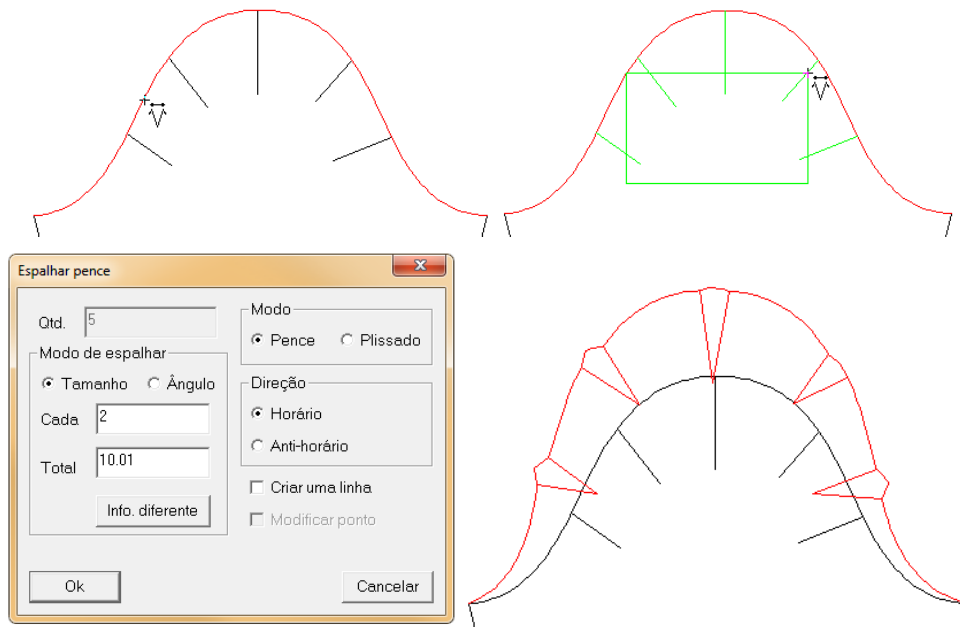 Espalhar pence
Qtd. 5
Modo de espalhar
Tamanho Ângulo
Cada 2
Total 10.01
Info. diferente
Modo
Pence Plissado
Direção
Horário
Anti-horário
Criar uma linha
Modificar ponto
Ok Cancelar